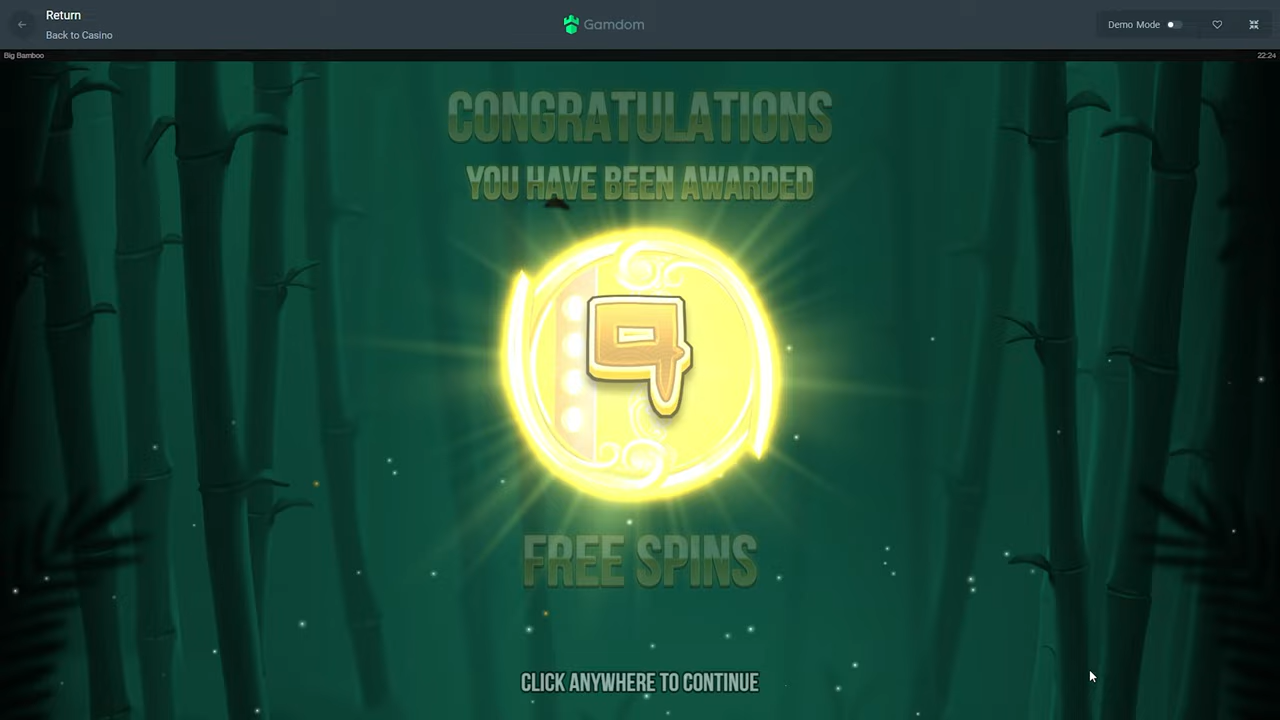 Return
Back to Casino
Gamdom
Demo Mode
Big Bamboo
22:24
CONGRATULATIONS
YOU HAVE BEEN AWARDED
9
FREE SPINS
CLICK ANYWHERE TO CONTINUE